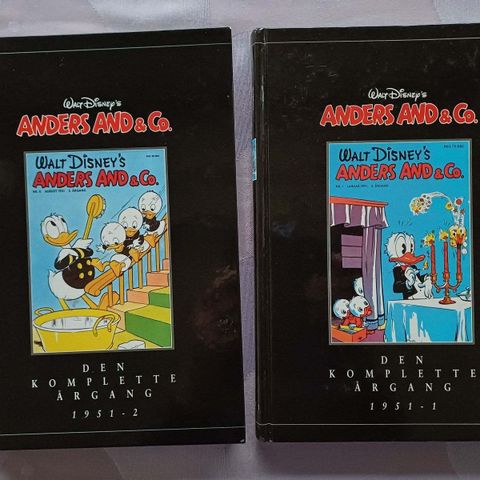 Walt Disney's
ANDERS AND & Co.
WALT DISNEY'S
ANDERS AND & Co.
DEN
KOMPLETTE
ÅRGANG
1951 - 2
Walt Disney's
ANDERS AND & Co.
WALT DISNEY'S
ANDERS AND & Co.
DEN
KOMPLETTE
ÅRGANG
1951 - 1